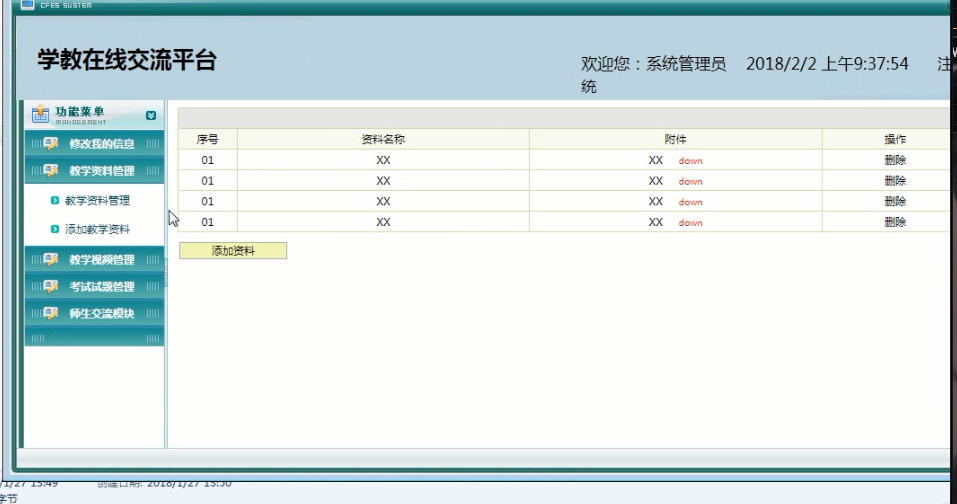 CFES SUSTEM
学教在线交流平台
欢迎您：系统管理员 2018/2/2 上午9:37:54 注
统
功能菜单
MANAGEMENT
修改我的信息
教学资料管理
教学资料管理
添加教学资料
教学视频管理
考试试题管理
师生交流模块
序号 资料名称 附件 操作
01 XX XX down 删除
01 XX XX down 删除
01 XX XX down 删除
01 XX XX down 删除
添加资料
/1/27 13:49 创建日期: 2018/1/27 13:50
字节